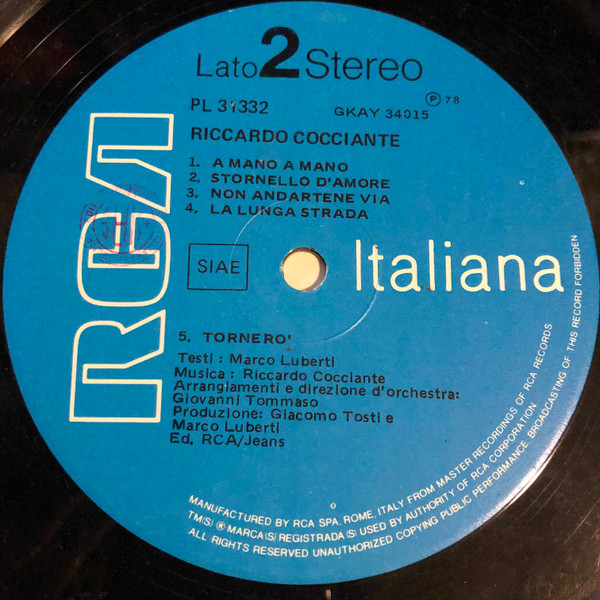 Lato 2 Stereo
PL 31332
GKAY 34015
Ⓟ 78
RICCARDO COCCIANTE
1. A MANO A MANO
2. STORNELLO D'AMORE
3. NON ANDARTENE VIA
4. LA LUNGA STRADA
RCA
SIAE
Italiana
5. TORNERO'
Testi : Marco Luberti
Musica : Riccardo Cocciante
Arrangiamenti e direzione d'orchestra:
Giovanni Tommaso
Produzione: Giacomo Tosti e
Marco Luberti
Ed. RCA/Jeans
MANUFACTURED BY RCA SPA, ROME, ITALY FROM MASTER RECORDINGS OF RCA RECORDS
TM(S) ® MARCA(S) REGISTRADA(S) USED BY AUTHORITY OF RCA CORPORATION
ALL RIGHTS RESERVED UNAUTHORIZED COPYING PUBLIC PERFORMANCE BROADCASTING OF THIS RECORD FORBIDDEN